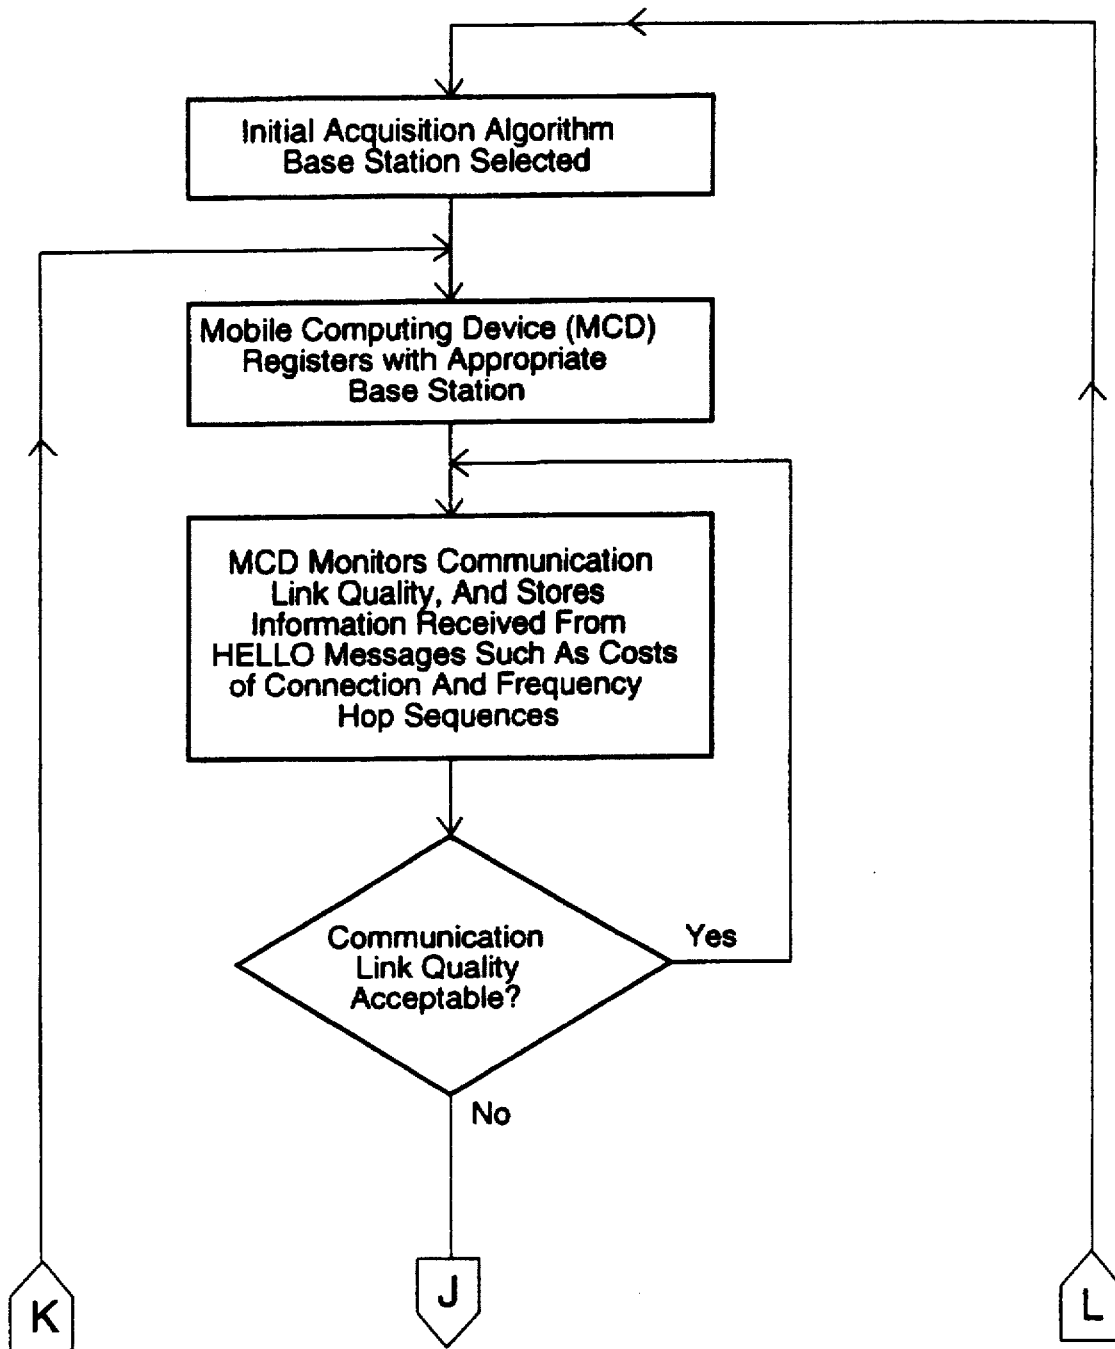 Initial Acquisition Algorithm
Base Station Selected
Mobile Computing Device (MCD)
Registers with Appropriate
Base Station
MCD Monitors Communication
Link Quality, And Stores
Information Received From
HELLO Messages Such As Costs
of Connection And Frequency
Hop Sequences
Communication
Link Quality
Acceptable?
Yes
No
K
J
L